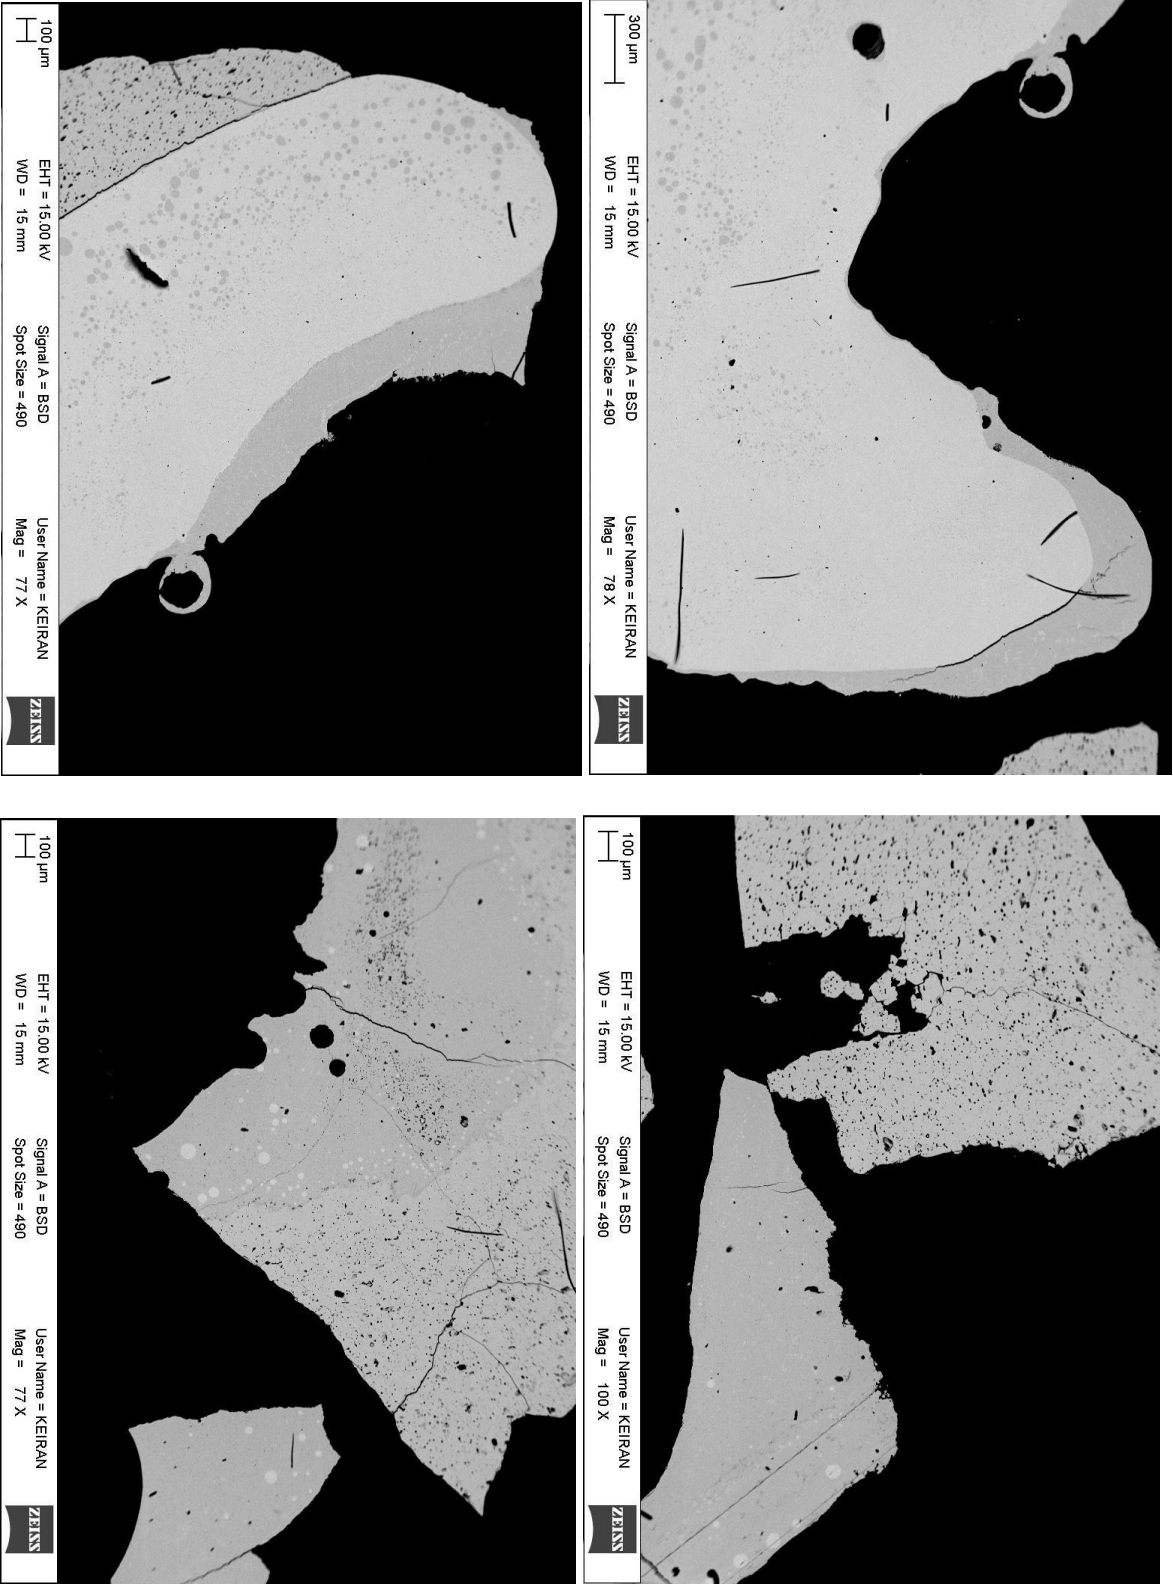 100 µm
EHT = 15.00 kV
WD = 15 mm
Signal A = BSD
Spot Size = 490
User Name = KEIRAN
Mag = 77 X
ZEISS
300 µm
EHT = 15.00 kV
WD = 15 mm
Signal A = BSD
Spot Size = 490
User Name = KEIRAN
Mag = 78 X
ZEISS
100 µm
EHT = 15.00 kV
WD = 15 mm
Signal A = BSD
Spot Size = 490
User Name = KEIRAN
Mag = 77 X
ZEISS
100 µm
EHT = 15.00 kV
WD = 15 mm
Signal A = BSD
Spot Size = 490
User Name = KEIRAN
Mag = 100 X
ZEISS